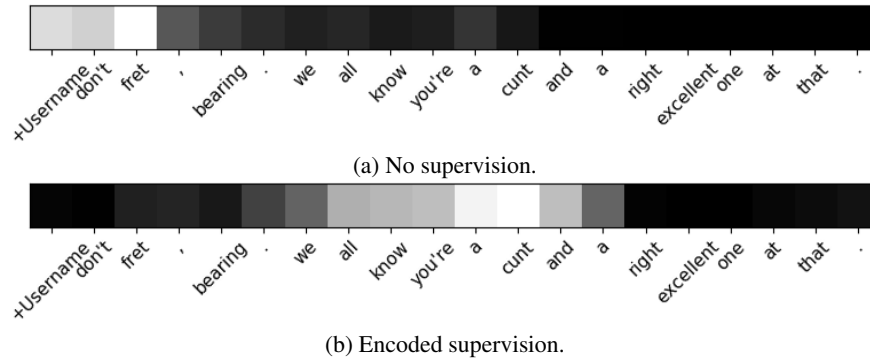 +Username don't fret , bearing . we all know you're a cunt and a right excellent one at that .
(a) No supervision.
+Username don't fret , bearing . we all know you're a cunt and a right excellent one at that .
(b) Encoded supervision.